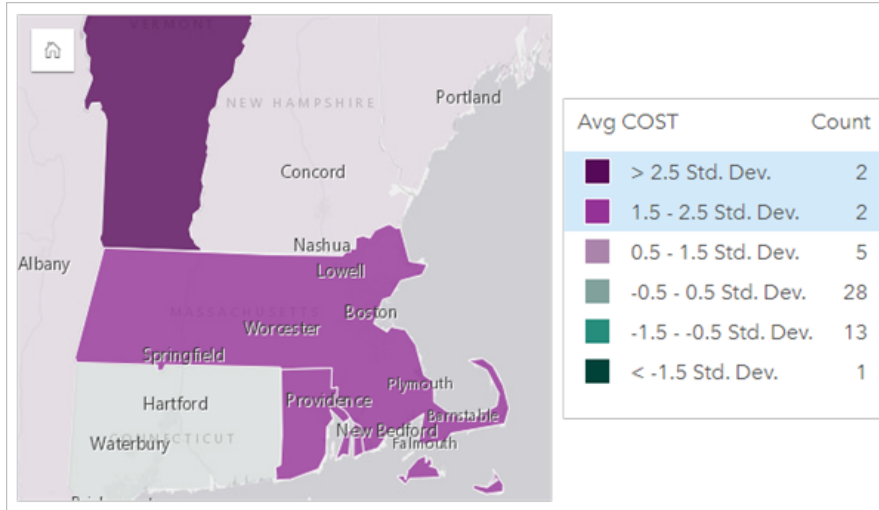 VERMONT
NEW HAMPSHIRE
Portland
Concord
Nashua
Albany
Lowell
MASSACHUSETTS
Boston
Worcester
Springfield
Plymouth
Hartford
Providence
Barnstable
New Bedford
Waterbury
CONNECTICUT
Falmouth
Avg COST Count
> 2.5 Std. Dev. 2
1.5 - 2.5 Std. Dev. 2
0.5 - 1.5 Std. Dev. 5
-0.5 - 0.5 Std. Dev. 28
-1.5 - -0.5 Std. Dev. 13
< -1.5 Std. Dev. 1